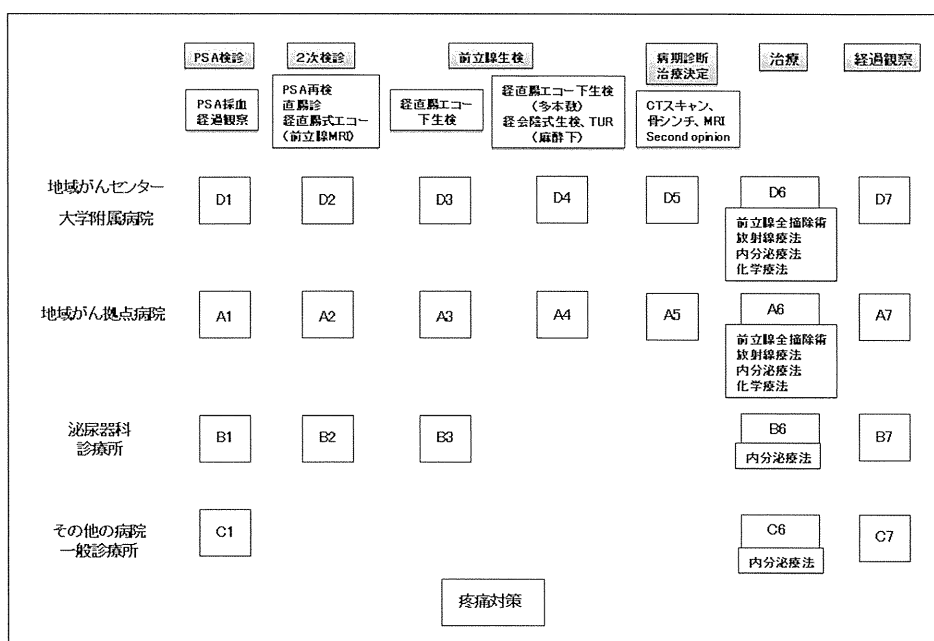 PSA検診
2次検診
前立腺生検
病期診断
治療決定
治療
経過観察
PSA採血
経過観察
PSA再検
直腸診
経直腸式エコー
(前立腺MRI)
経直腸エコー
下生検
経直腸エコー下生検
(多本数)
経会陰式生検、TUR
(麻酔下)
CTスキャン、
骨シンチ、MRI
Second opinion
地域がんセンター
大学附属病院
D1
D2
D3
D4
D5
D6
前立腺全摘除術
放射線療法
内分泌療法
化学療法
D7
地域がん拠点病院
A1
A2
A3
A4
A5
A6
前立腺全摘除術
放射線療法
内分泌療法
化学療法
A7
泌尿器科
診療所
B1
B2
B3
B6
内分泌療法
B7
その他の病院
一般診療所
C1
C6
内分泌療法
C7
疼痛対策